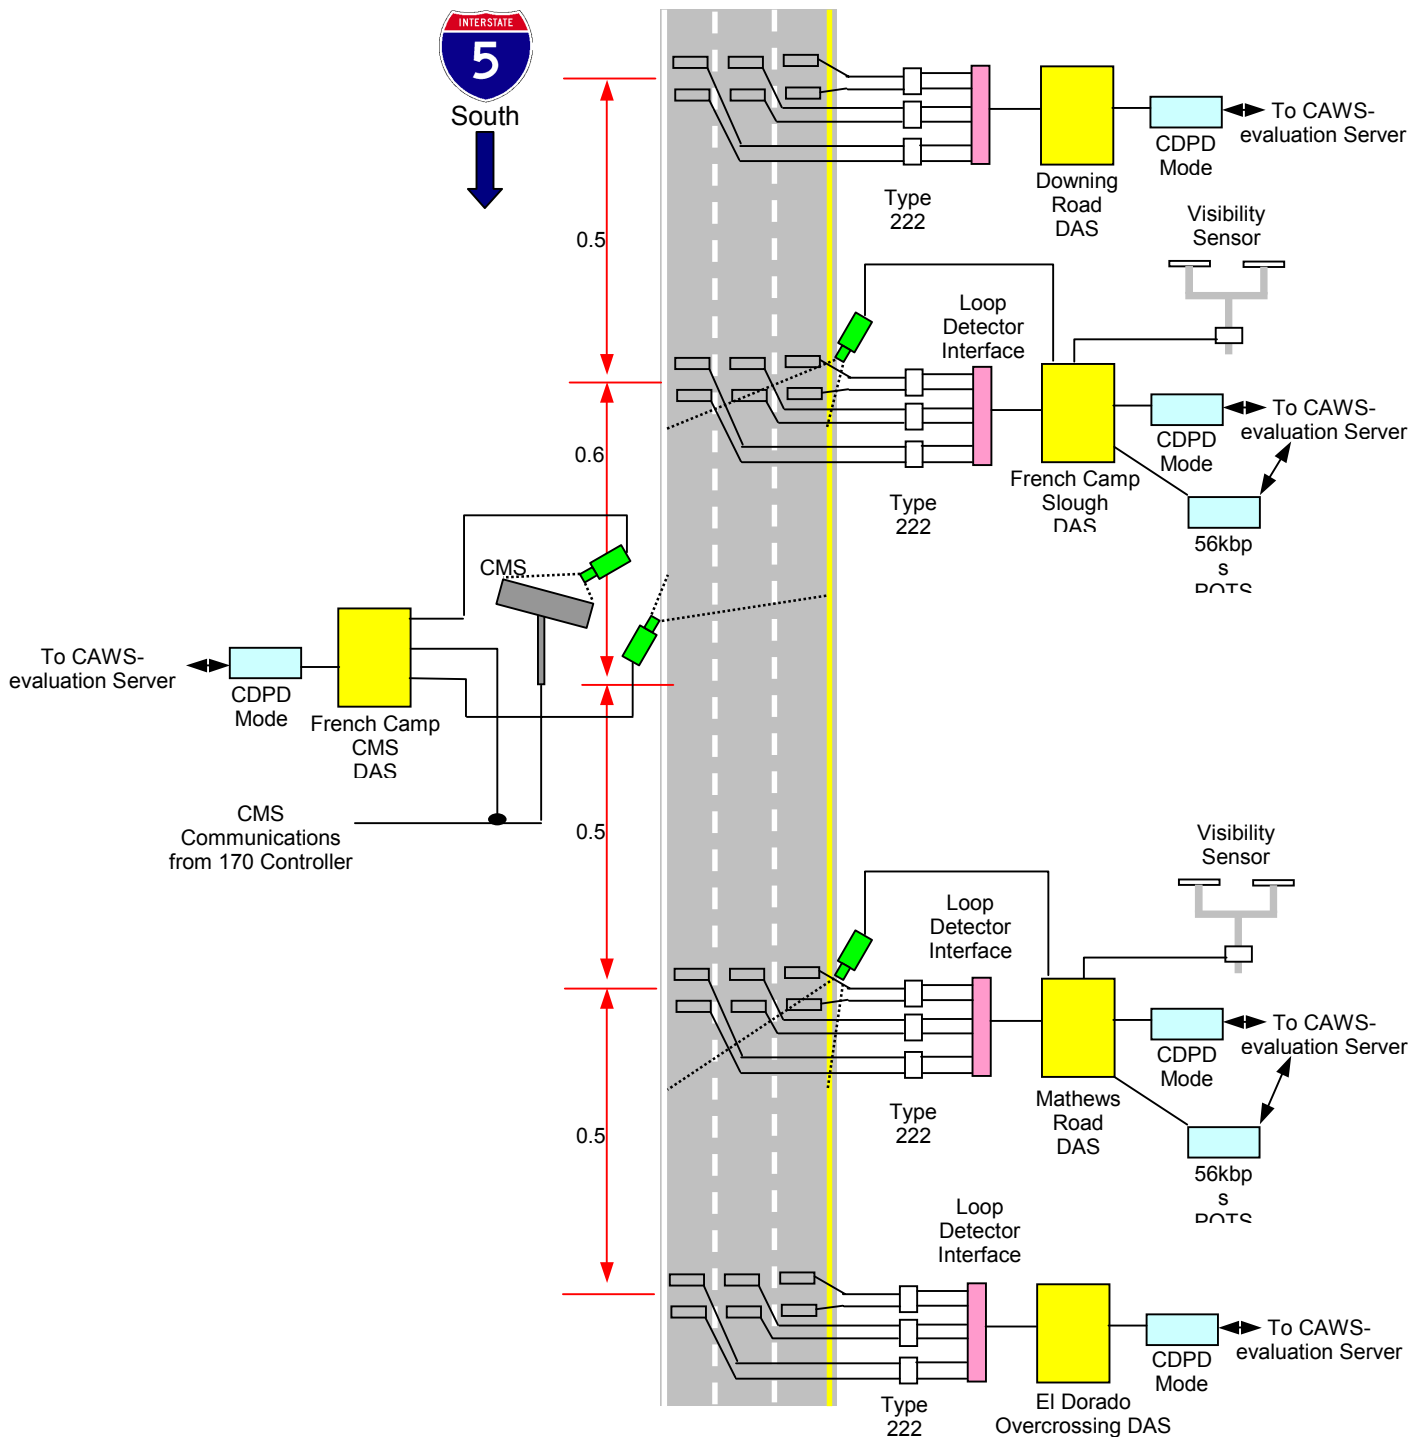 INTERSTATE
5
South
To CAWS-
evaluation Server
CDPD
Mode
Downing
Road
DAS
Type
222
0.5
Visibility
Sensor
Loop
Detector
Interface
To CAWS-
evaluation Server
CDPD
Mode
French Camp
Slough
DAS
Type
222
0.6
56kbp
s
POTS
CMS
To CAWS-
evaluation Server
CDPD
Mode
French Camp
CMS
DAS
CMS
Communications
from 170 Controller
0.5
Visibility
Sensor
Loop
Detector
Interface
To CAWS-
evaluation Server
CDPD
Mode
Mathews
Road
DAS
Type
222
0.5
56kbp
s
POTS
Loop
Detector
Interface
To CAWS-
evaluation Server
CDPD
Mode
El Dorado
Overcrossing DAS
Type
222